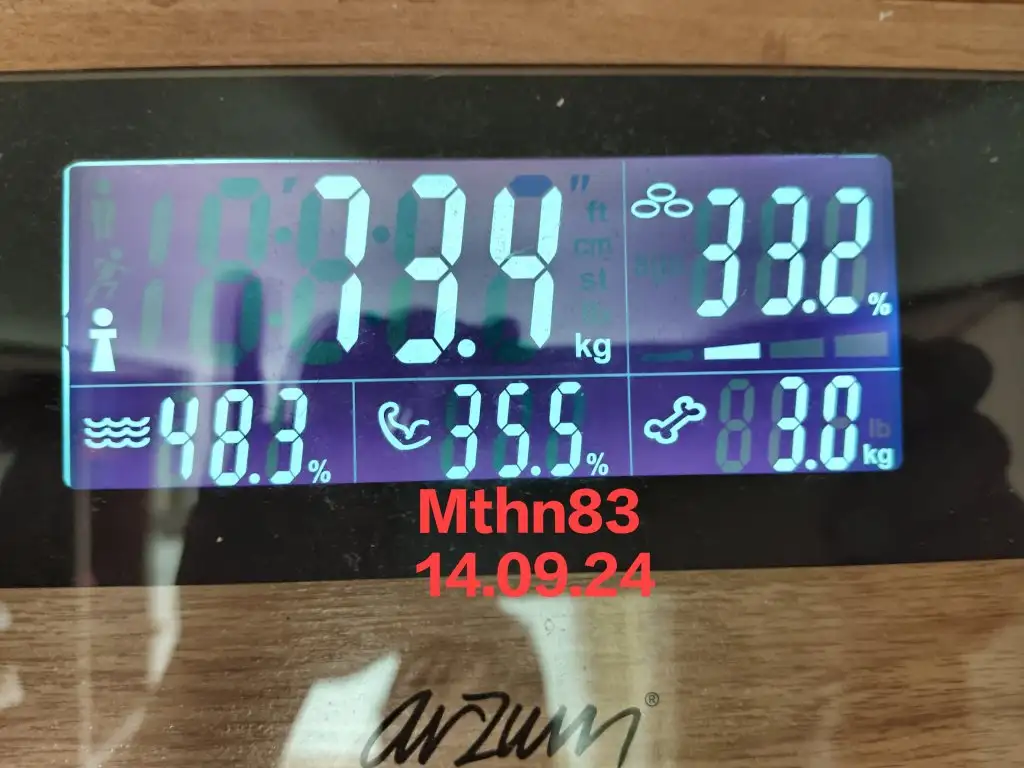 73.4 kg
33.2 %
48.3 %
35.5 %
3.0 kg
Mthn83
14.09.24
arzum®